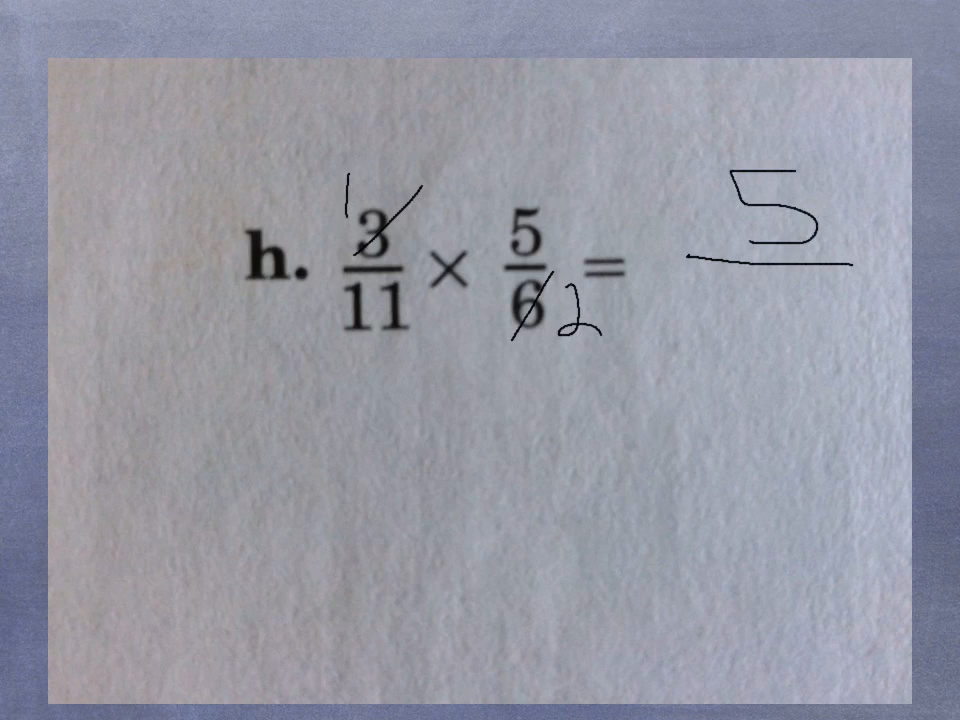 h. 3/11 × 5/6 = 5/
1
2